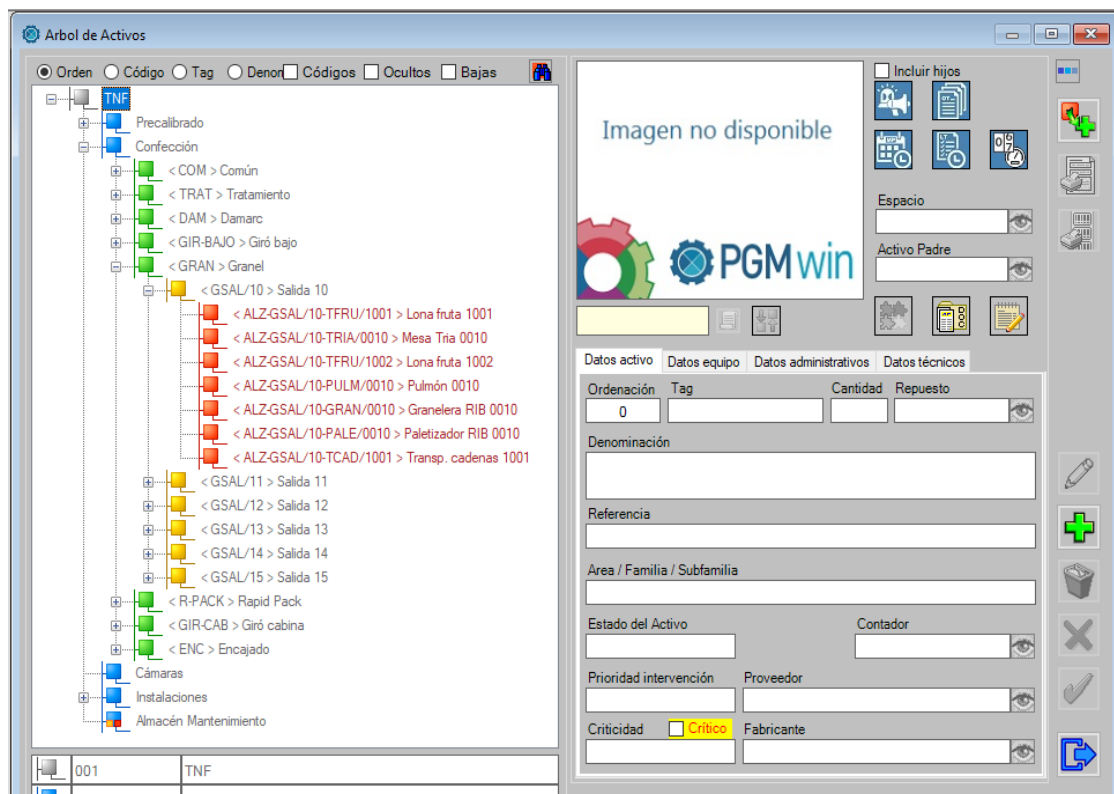 Arbol de Activos
Orden Código Tag Denon Códigos Ocultos Bajas
TNF
Precalibrado
Confección
< COM > Común
< TRAT > Tratamiento
< DAM > Damarc
< GIR-BAJO > Giró bajo
< GRAN > Granel
< GSAL/10 > Salida 10
< ALZ-GSAL/10-TFRU/1001 > Lona fruta 1001
< ALZ-GSAL/10-TRIA/0010 > Mesa Tria 0010
< ALZ-GSAL/10-TFRU/1002 > Lona fruta 1002
< ALZ-GSAL/10-PULM/0010 > Pulmón 0010
< ALZ-GSAL/10-GRAN/0010 > Granelera RIB 0010
< ALZ-GSAL/10-PALE/0010 > Paletizador RIB 0010
< ALZ-GSAL/10-TCAD/1001 > Transp. cadenas 1001
< GSAL/11 > Salida 11
< GSAL/12 > Salida 12
< GSAL/13 > Salida 13
< GSAL/14 > Salida 14
< GSAL/15 > Salida 15
< R-PACK > Rapid Pack
< GIR-CAB > Giró cabina
< ENC > Encajado
Cámaras
Instalaciones
Almacén Mantenimiento
001 TNF
Imagen no disponible
PGMwin
Incluir hijos
Espacio
Activo Padre
Datos activo Datos equipo Datos administrativos Datos técnicos
Ordenación Tag Cantidad Repuesto
0
Denominación
Referencia
Area / Familia / Subfamilia
Estado del Activo Contador
Prioridad intervención Proveedor
Criticidad Crítico Fabricante